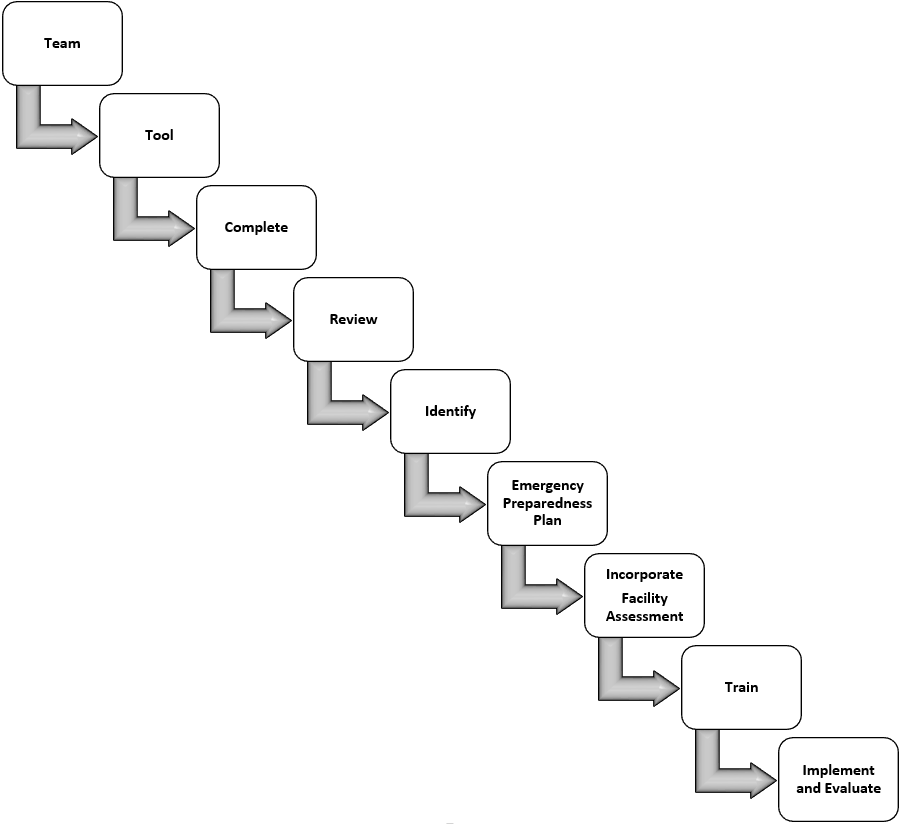 Team
Tool
Complete
Review
Identify
Emergency
Preparedness
Plan
Incorporate
Facility
Assessment
Train
Implement
and Evaluate